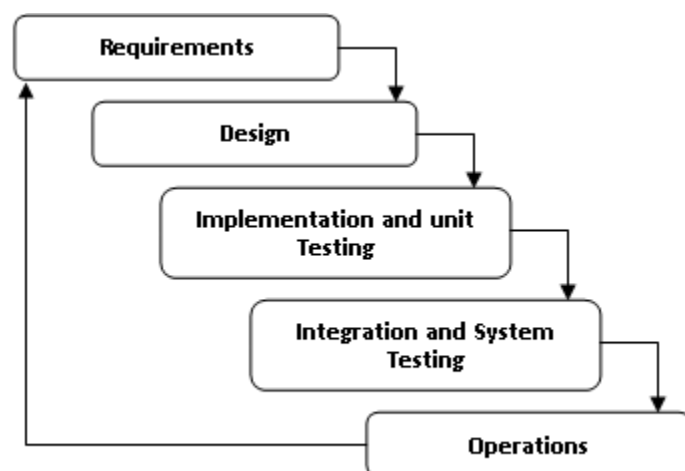 Requirements
Design
Implementation and unit
Testing
Integration and System
Testing
Operations